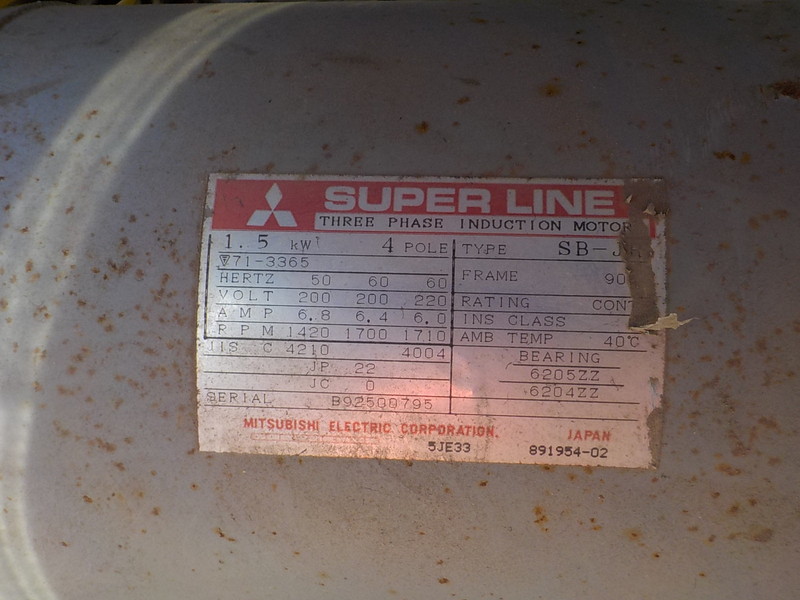 SUPER LINE
THREE PHASE INDUCTION MOTOR
1.5 kW 4 POLE
71-3365
HERTZ 50 60 60
VOLT 200 200 220
AMP 6.8 6.4 6.0
RPM 1420 1700 1710
JIS C 4210 4004
JP 22
JC 0
SERIAL B92500795
TYPE SB-J
FRAME 90
RATING CONT
INS CLASS
AMB TEMP 40℃
BEARING
6205ZZ
6204ZZ
MITSUBISHI ELECTRIC CORPORATION. JAPAN
5JE33 891954-02